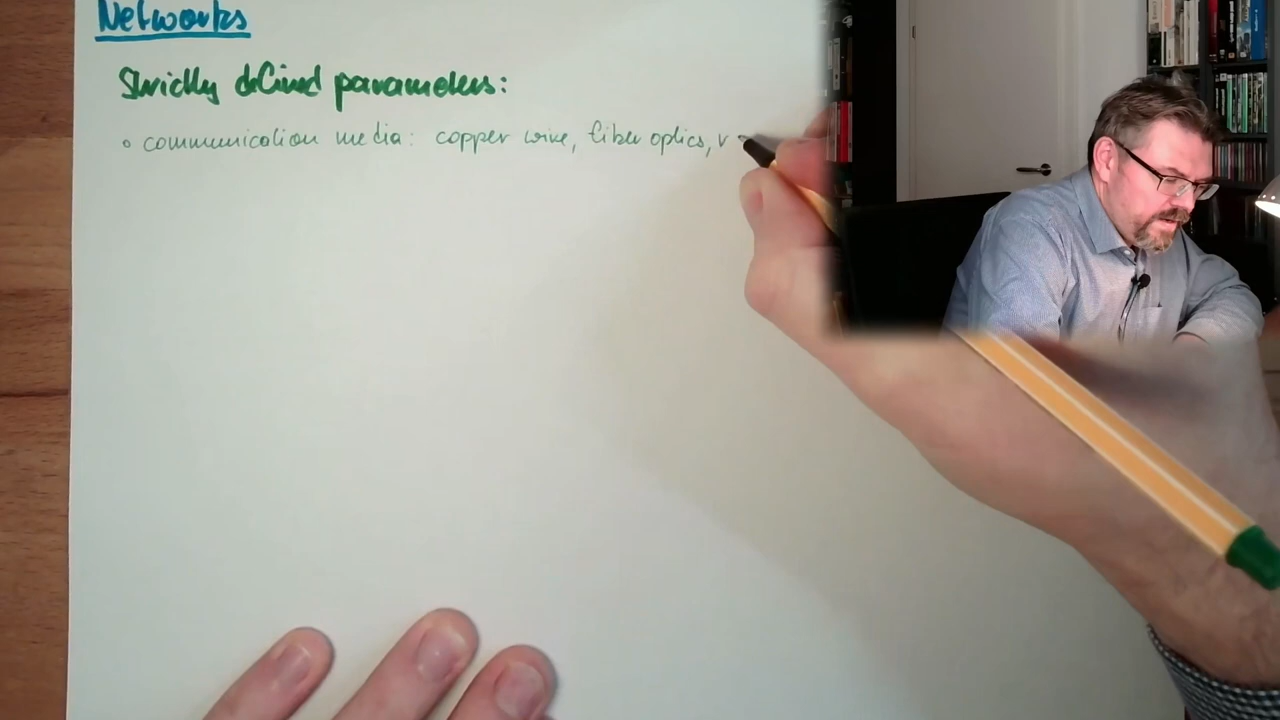 Networks
Strictly defined parameters:
◦ communication media: copper wire, fiber optics, r